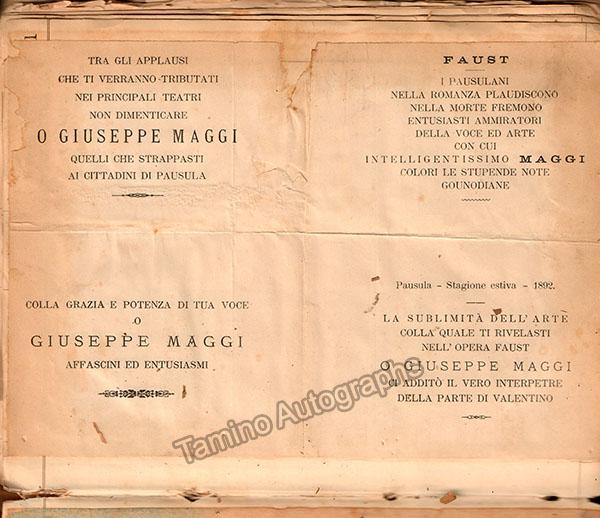 TRA GLI APPLAUSI
CHE TI VERRANNO TRIBUTATI
NEI PRINCIPALI TEATRI
NON DIMENTICARE
O GIUSEPPE MAGGI
QUELLI CHE STRAPPASTI
AI CITTADINI DI PAUSULA
FAUST
I PAUSULANI
NELLA ROMANZA PLAUDISCONO
NELLA MORTE FREMONO
ENTUSIASTI AMMIRATORI
DELLA VOCE ED ARTE
CON CUI
INTELLIGENTISSIMO MAGGI
COLORI LE STUPENDE NOTE
GOUNODIANE
COLLA GRAZIA E POTENZA DI TUA VOCE
O
GIUSEPPE MAGGI
AFFASCINI ED ENTUSIASMI
Pausula - Stagione estiva - 1892.
LA SUBLIMITÀ DELL'ARTE
COLLA QUALE TI RIVELASTI
NELL'OPERA FAUST
O GIUSEPPE MAGGI
CI ADDITÒ IL VERO INTERPETRE
DELLA PARTE DI VALENTINO
Tamino Autographs